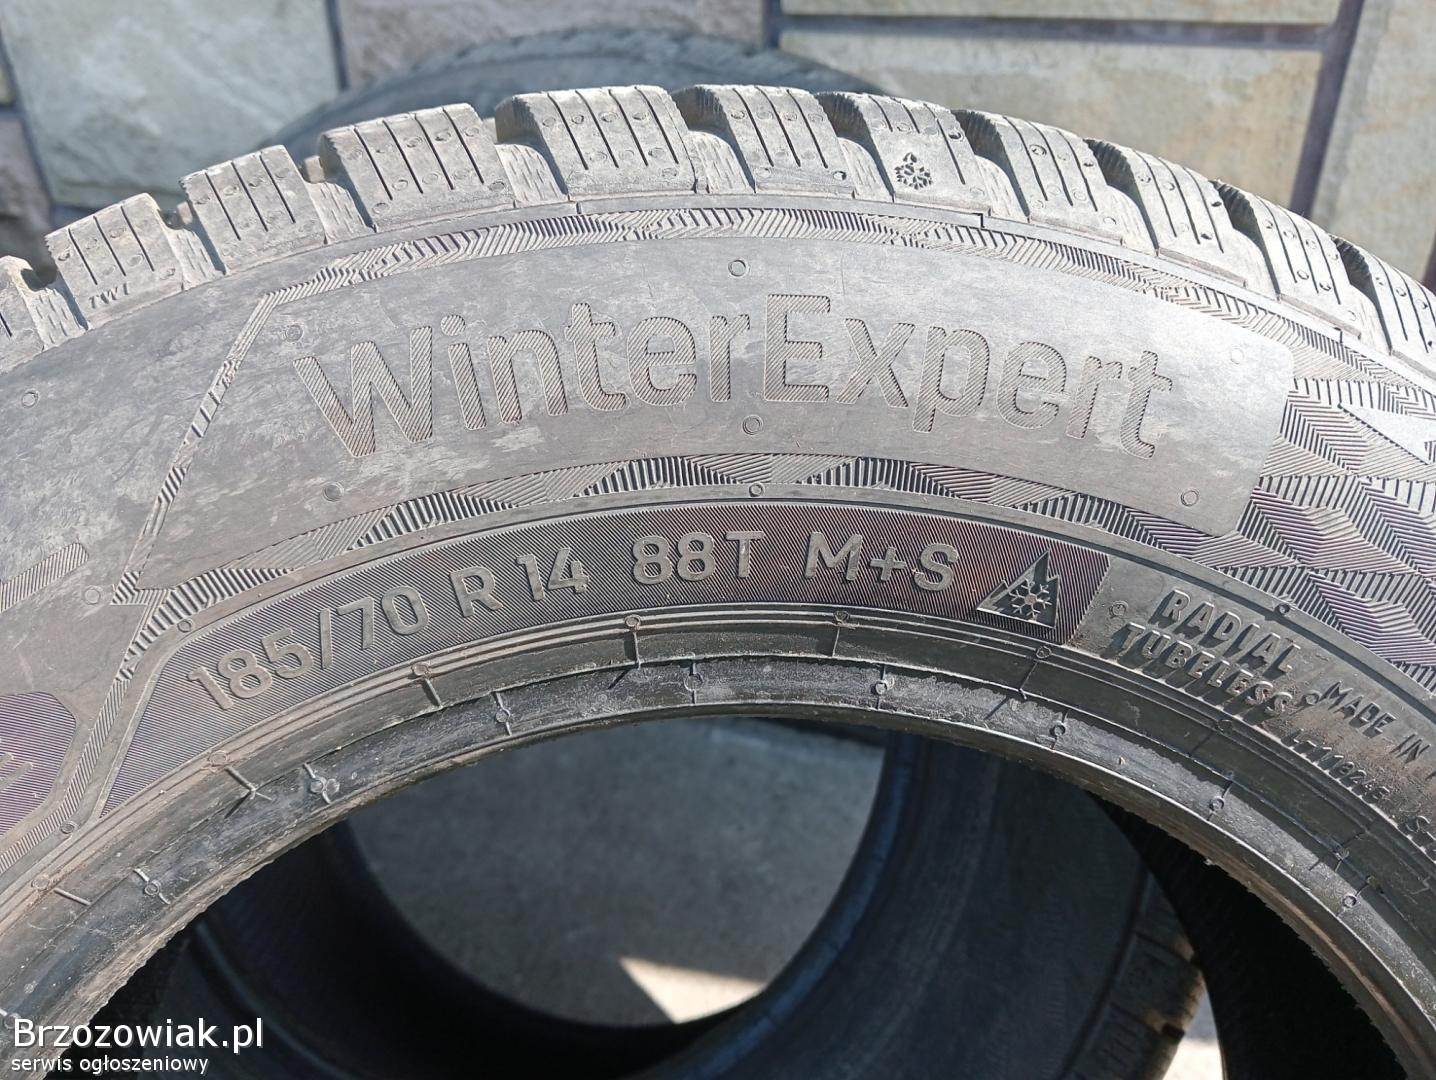 TWI
WinterExpert
185/70 R 14 88T M+S
RADIAL
TUBELESS
MADE IN
Brzozowiak.pl
serwis ogłoszeniowy